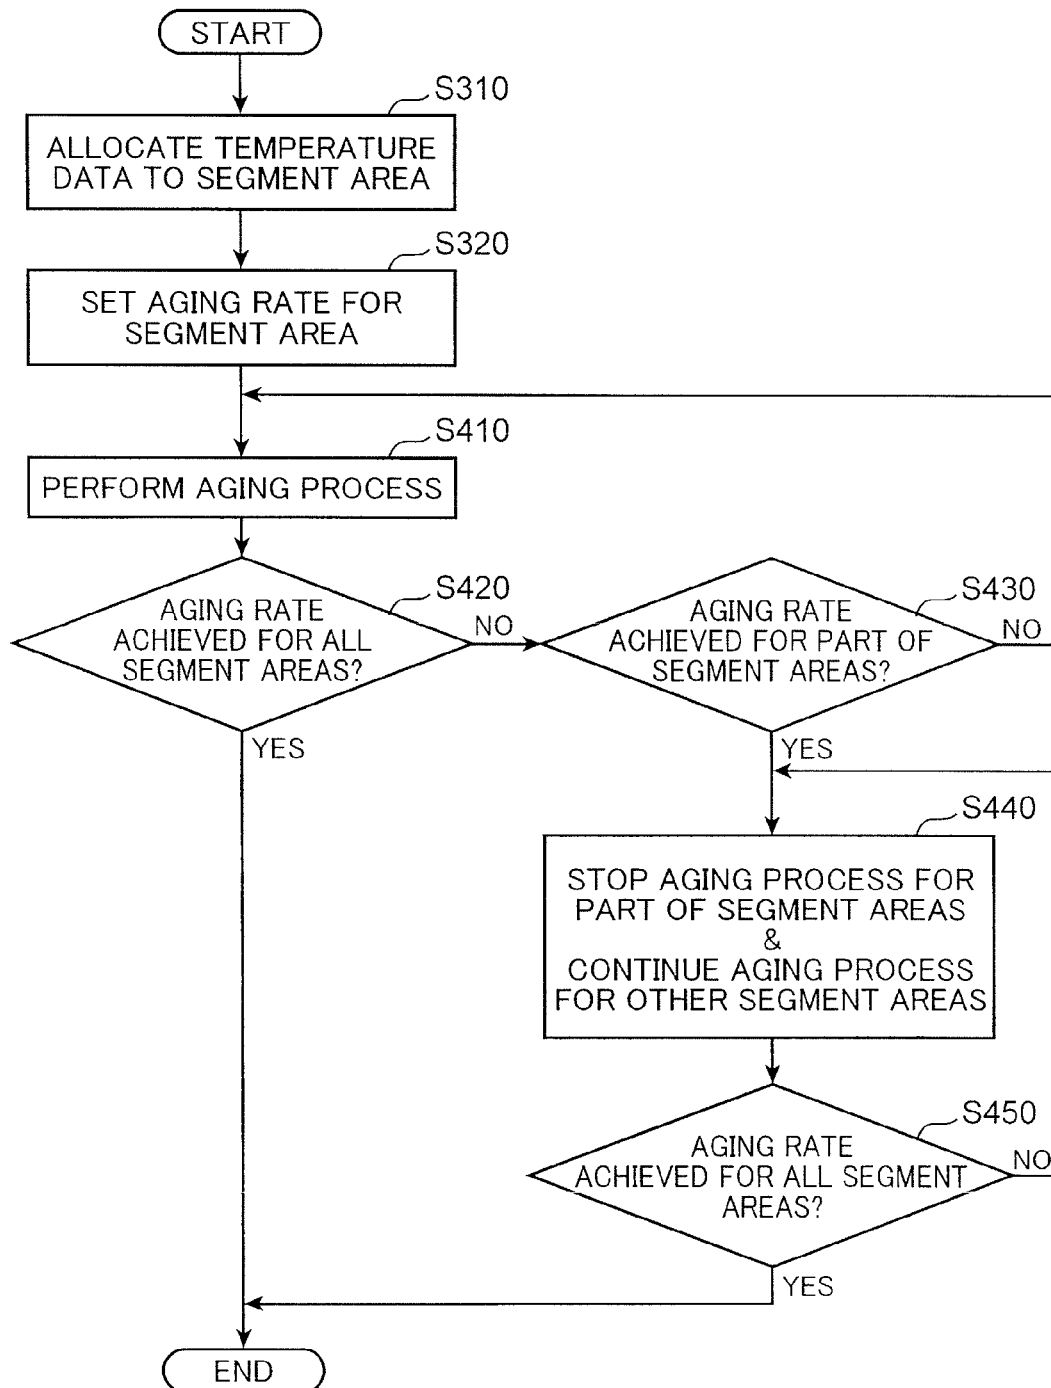 START
S310
ALLOCATE TEMPERATURE
DATA TO SEGMENT AREA
S320
SET AGING RATE FOR
SEGMENT AREA
S410
PERFORM AGING PROCESS
S420
AGING RATE
ACHIEVED FOR ALL
SEGMENT AREAS?
NO
YES
S430
AGING RATE
ACHIEVED FOR PART OF
SEGMENT AREAS?
NO
YES
S440
STOP AGING PROCESS FOR
PART OF SEGMENT AREAS
&
CONTINUE AGING PROCESS
FOR OTHER SEGMENT AREAS
S450
AGING RATE
ACHIEVED FOR ALL SEGMENT
AREAS?
NO
YES
END